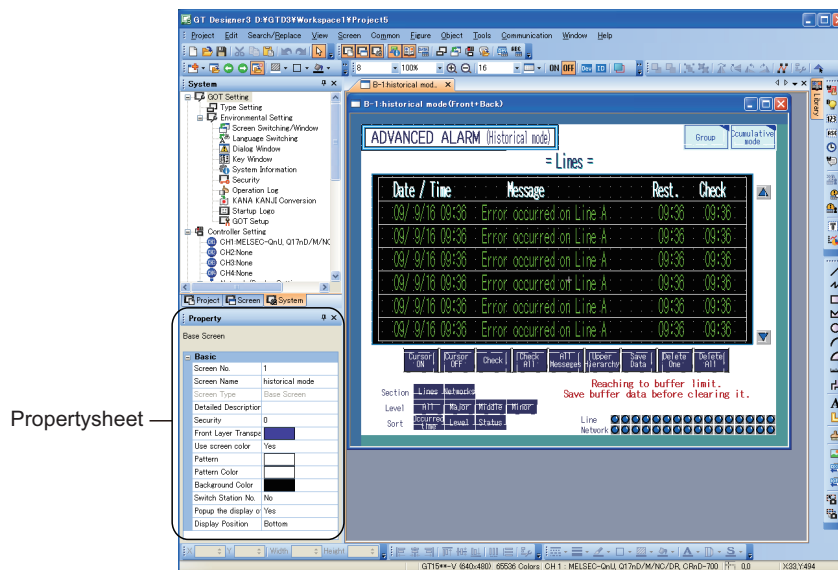 GT Designer3 D:¥GTD3¥Workspace1¥Project5
Project Edit Search/Replace View Screen Common Figure Object Tools Communication Window Help
8 100% 16 ON OFF Dev ID
System
B-1:historical mod..
GOT Setting
Type Setting
Environmental Setting
Screen Switching/Window
Language Switching
Dialog Window
Key Window
System Information
Security
Operation Log
KANA KANJI Conversion
Startup Logo
GOT Setup
Controller Setting
CH1:MELSEC-QnU, Q17nD/M/NC
CH2:None
CH3:None
CH4:None
Project Screen System
B-1:historical mode(Front+Back)
ADVANCED ALARM (Historical mode)
Group
Ccumulative mode
= Lines =
Date / Time Message Rest. Check
09/ 9/16 09:36 Error occurred on Line A 09:36 09:36
09/ 9/16 09:36 Error occurred on Line A 09:36 09:36
09/ 9/16 09:36 Error occurred on Line A 09:36 09:36
09/ 9/16 09:36 Error occurred on Line A 09:36 09:36
09/ 9/16 09:36 Error occurred on Line A 09:36 09:36
09/ 9/16 09:36 Error occurred on Line A 09:36 09:36
Cursor ON
Cursor OFF
Check
Check All
All Messeges
Upper Hierarchy
Save Data
Delete One
Delete All
Section Lines Networks
Level All Major Middle Minor
Sort Occurred time Level Status
Reaching to buffer limit.
Save buffer data before clearing it.
Line
Network
Library
Propertysheet
Property
Base Screen
Basic
Screen No. 1
Screen Name historical mode
Screen Type Base Screen
Detailed Description
Security 0
Front Layer Transpa
Use screen color Yes
Pattern
Pattern Color
Background Color
Switch Station No. No
Popup the display o Yes
Display Position Bottom
X Y Width Height
GT15**-V (640x480) 65536 Colors CH 1 : MELSEC-QnU, Q17nD/M/NC/DR, CRnD-700 0,0 X:33,Y:494